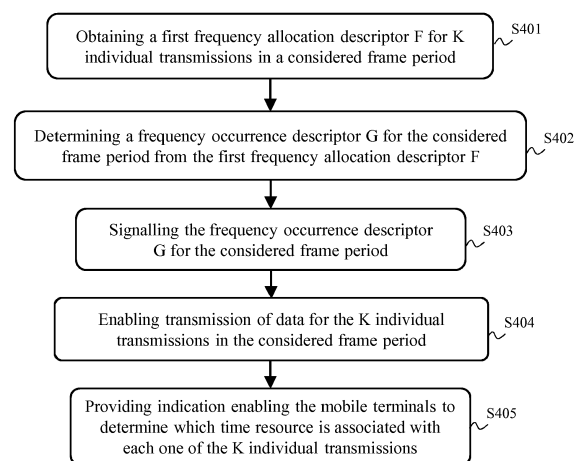 Obtaining a first frequency allocation descriptor F for K
individual transmissions in a considered frame period
S401
Determining a frequency occurrence descriptor G for the considered
frame period from the first frequency allocation descriptor F
S402
Signalling the frequency occurrence descriptor
G for the considered frame period
S403
Enabling transmission of data for the K individual
transmissions in the considered frame period
S404
Providing indication enabling the mobile terminals to
determine which time resource is associated with
each one of the K individual transmissions
S405